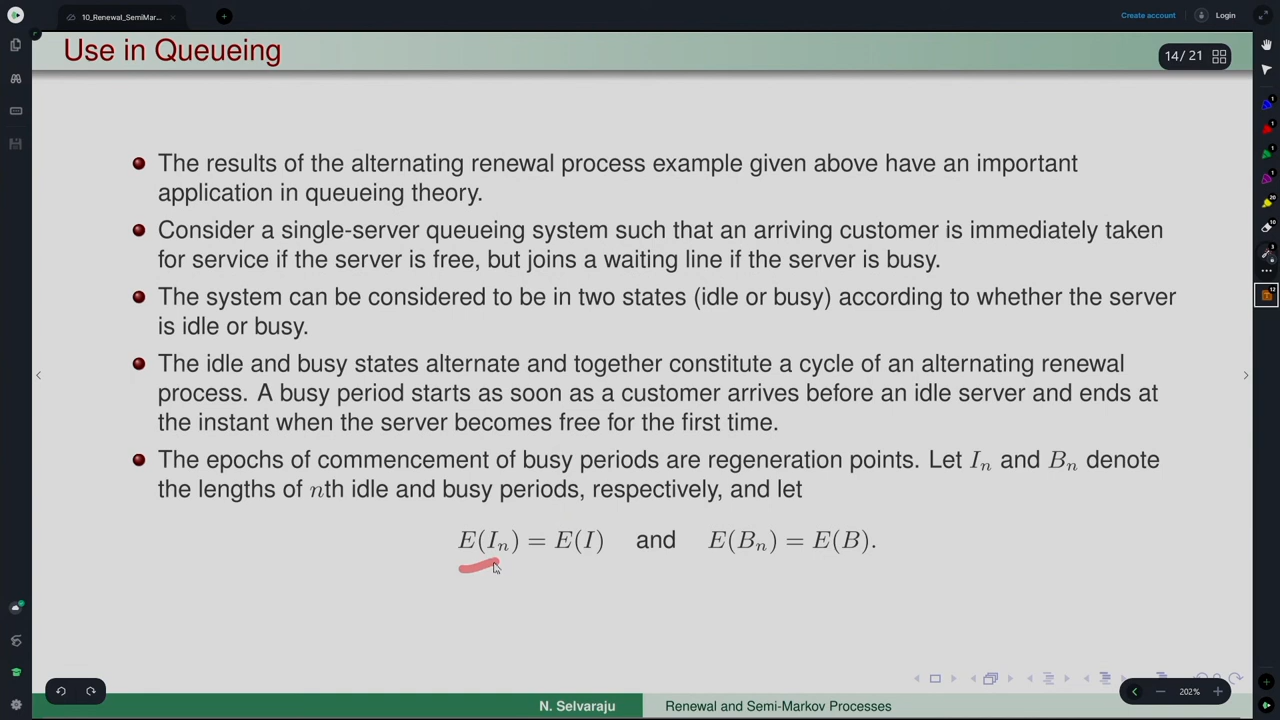 10_Renewal_SemiMar...
Create account
Login
Use in Queueing
14/ 21
The results of the alternating renewal process example given above have an important
application in queueing theory.
Consider a single-server queueing system such that an arriving customer is immediately taken
for service if the server is free, but joins a waiting line if the server is busy.
The system can be considered to be in two states (idle or busy) according to whether the server
is idle or busy.
The idle and busy states alternate and together constitute a cycle of an alternating renewal
process. A busy period starts as soon as a customer arrives before an idle server and ends at
the instant when the server becomes free for the first time.
The epochs of commencement of busy periods are regeneration points. Let Iₙ and Bₙ denote
the lengths of nth idle and busy periods, respectively, and let
E(Iₙ) = E(I) and E(Bₙ) = E(B).
202%
N. Selvaraju
Renewal and Semi-Markov Processes